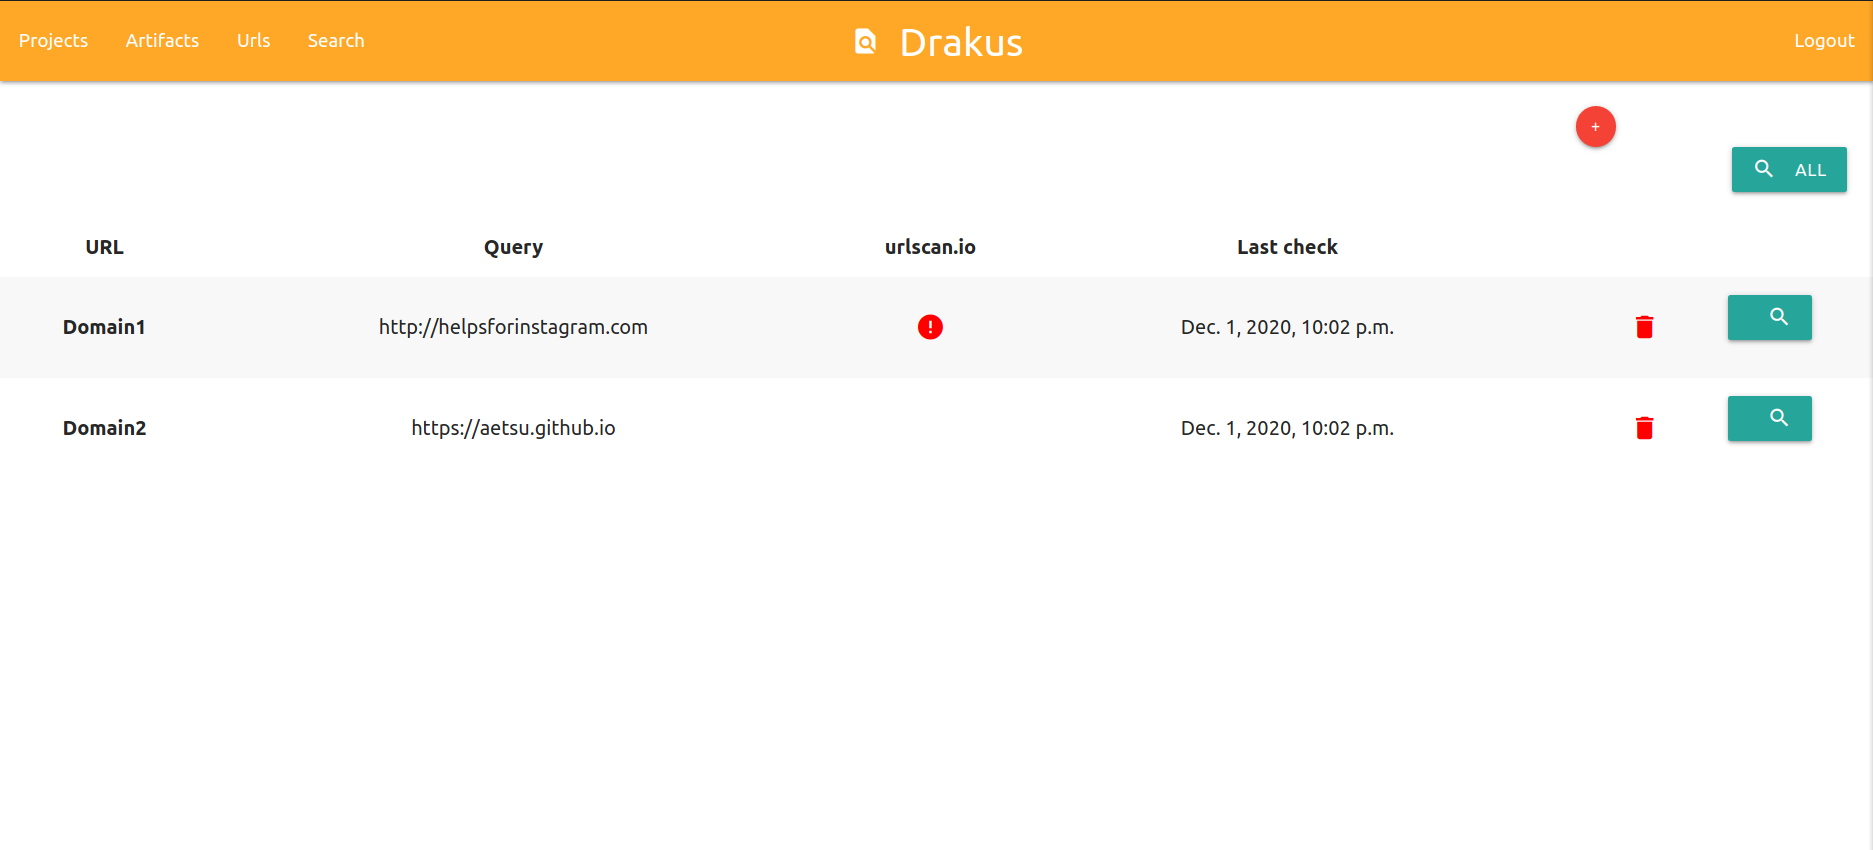 Projects Artifacts Urls Search Drakus Logout
+
ALL
URL Query urlscan.io Last check
Domain1 http://helpsforinstagram.com Dec. 1, 2020, 10:02 p.m.
Domain2 https://aetsu.github.io Dec. 1, 2020, 10:02 p.m.